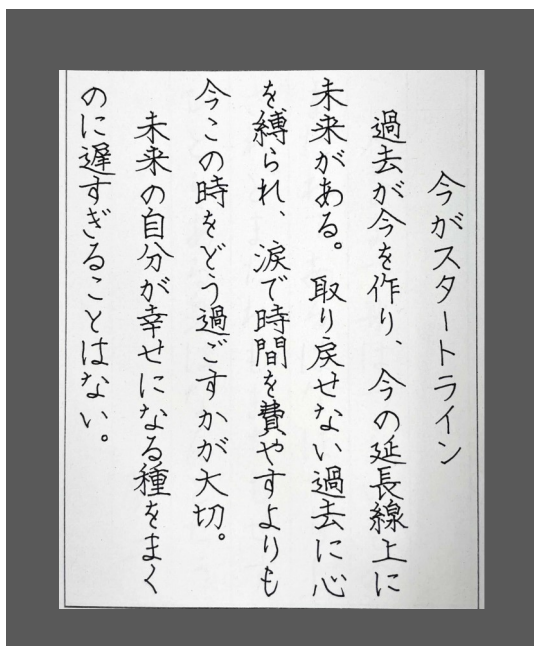 今がスタートライン
過去が今を作り、今の延長線上に
未来がある。取り戻せない過去に心
を縛られ、涙で時間を費やすよりも
今この時をどう過ごすかが大切。
未来の自分が幸せになる種をまく
のに遅すぎることはない。